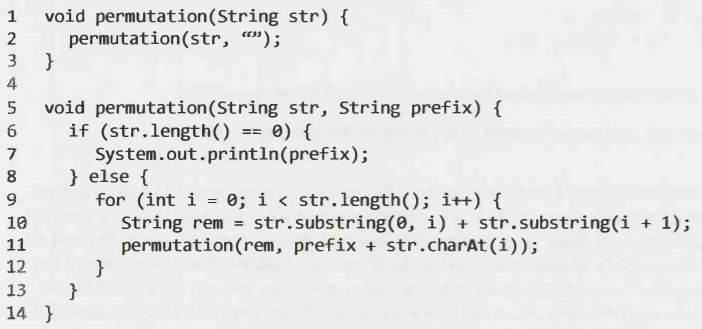 1 void permutation(String str) {
2 permutation(str, “”);
3 }
4
5 void permutation(String str, String prefix) {
6 if (str.length() == 0) {
7 System.out.println(prefix);
8 } else {
9 for (int i = 0; i < str.length(); i++) {
10 String rem = str.substring(0, i) + str.substring(i + 1);
11 permutation(rem, prefix + str.charAt(i));
12 }
13 }
14 }